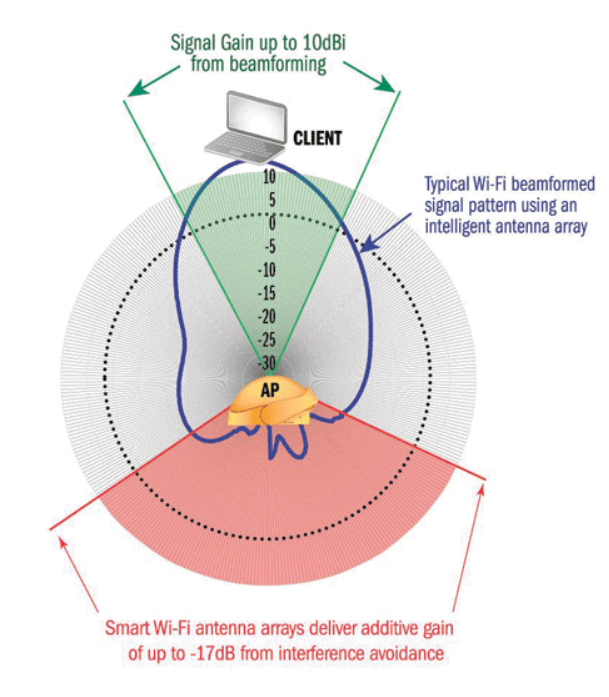 Signal Gain up to 10dBi
from beamforming
CLIENT
Typical Wi-Fi beamformed
signal pattern using an
intelligent antenna array
10
5
0
-5
-10
-15
-20
-25
-30
AP
Smart Wi-Fi antenna arrays deliver additive gain
of up to -17dB from interference avoidance